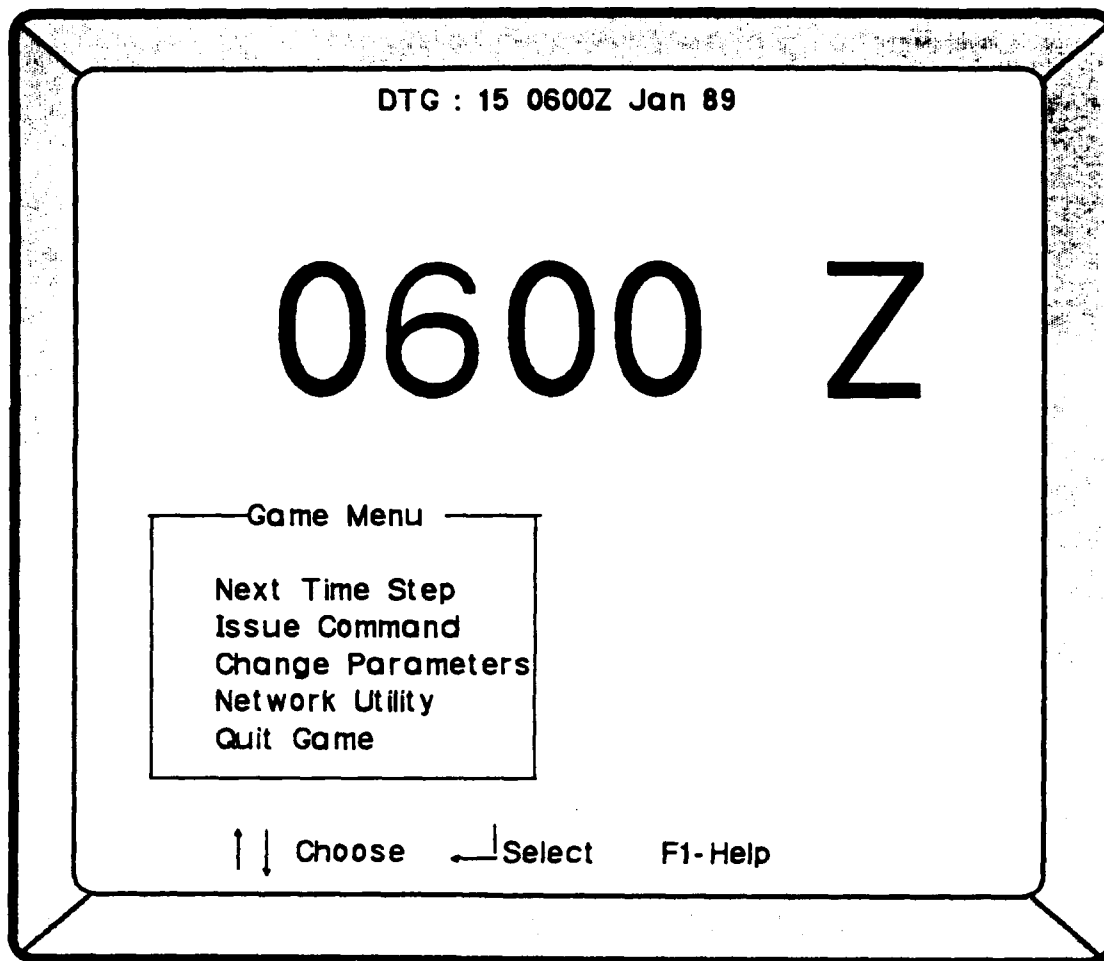 DTG : 15 0600Z Jan 89
0600 Z
Game Menu
Next Time Step
Issue Command
Change Parameters
Network Utility
Quit Game
↑ ↓ Choose ←┘Select F1-Help